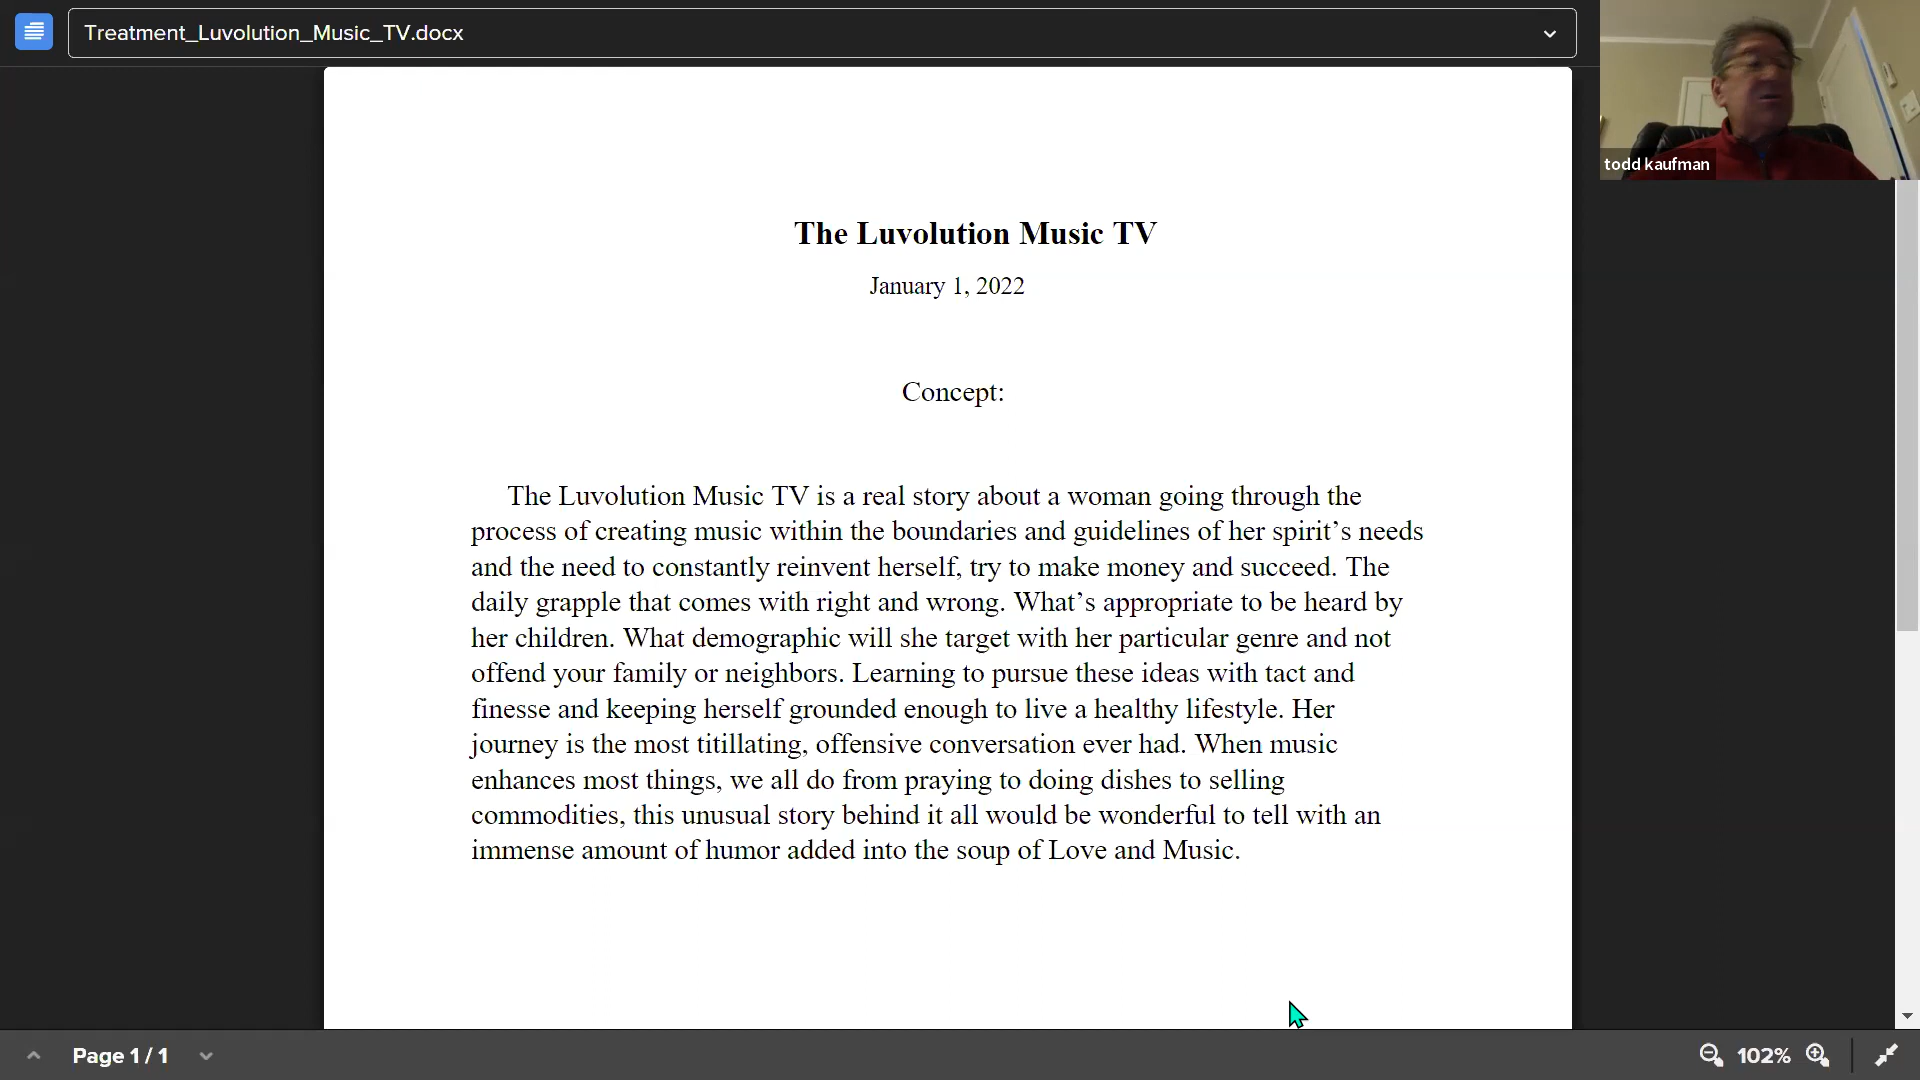 Treatment_Luvolution_Music_TV.docx
todd kaufman
The Luvolution Music TV
January 1, 2022
Concept:
The Luvolution Music TV is a real story about a woman going through the
process of creating music within the boundaries and guidelines of her spirit’s needs
and the need to constantly reinvent herself, try to make money and succeed. The
daily grapple that comes with right and wrong. What’s appropriate to be heard by
her children. What demographic will she target with her particular genre and not
offend your family or neighbors. Learning to pursue these ideas with tact and
finesse and keeping herself grounded enough to live a healthy lifestyle. Her
journey is the most titillating, offensive conversation ever had. When music
enhances most things, we all do from praying to doing dishes to selling
commodities, this unusual story behind it all would be wonderful to tell with an
immense amount of humor added into the soup of Love and Music.
Page 1 / 1
102%